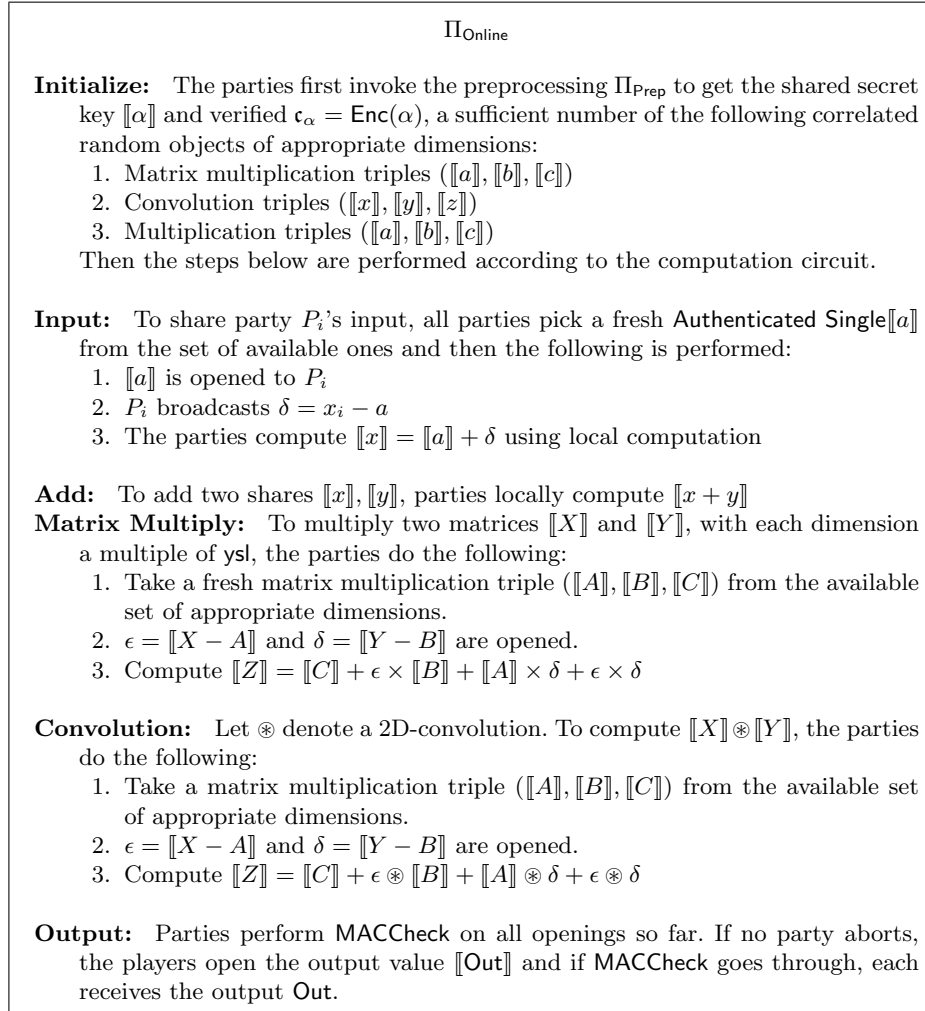 Π_Online
Initialize: The parties first invoke the preprocessing Π_Prep to get the shared secret
key ⟦α⟧ and verified 𝔠_α = Enc(α), a sufficient number of the following correlated
random objects of appropriate dimensions:
1. Matrix multiplication triples (⟦a⟧, ⟦b⟧, ⟦c⟧)
2. Convolution triples (⟦x⟧, ⟦y⟧, ⟦z⟧)
3. Multiplication triples (⟦a⟧, ⟦b⟧, ⟦c⟧)
Then the steps below are performed according to the computation circuit.
Input: To share party P_i's input, all parties pick a fresh Authenticated Single⟦a⟧
from the set of available ones and then the following is performed:
1. ⟦a⟧ is opened to P_i
2. P_i broadcasts δ = x_i − a
3. The parties compute ⟦x⟧ = ⟦a⟧ + δ using local computation
Add: To add two shares ⟦x⟧, ⟦y⟧, parties locally compute ⟦x + y⟧
Matrix Multiply: To multiply two matrices ⟦X⟧ and ⟦Y⟧, with each dimension
a multiple of ysl, the parties do the following:
1. Take a fresh matrix multiplication triple (⟦A⟧, ⟦B⟧, ⟦C⟧) from the available
set of appropriate dimensions.
2. ϵ = ⟦X − A⟧ and δ = ⟦Y − B⟧ are opened.
3. Compute ⟦Z⟧ = ⟦C⟧ + ϵ × ⟦B⟧ + ⟦A⟧ × δ + ϵ × δ
Convolution: Let ⊛ denote a 2D-convolution. To compute ⟦X⟧ ⊛ ⟦Y⟧, the parties
do the following:
1. Take a matrix multiplication triple (⟦A⟧, ⟦B⟧, ⟦C⟧) from the available set
of appropriate dimensions.
2. ϵ = ⟦X − A⟧ and δ = ⟦Y − B⟧ are opened.
3. Compute ⟦Z⟧ = ⟦C⟧ + ϵ ⊛ ⟦B⟧ + ⟦A⟧ ⊛ δ + ϵ ⊛ δ
Output: Parties perform MACCheck on all openings so far. If no party aborts,
the players open the output value ⟦Out⟧ and if MACCheck goes through, each
receives the output Out.